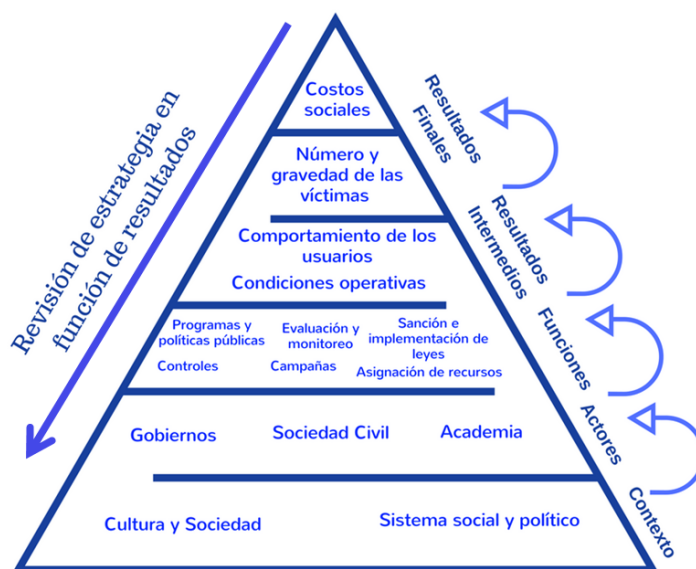 Costos
sociales
Resultados
Finales
Revisión de estrategia en
función de resultados
Número y
gravedad de las
víctimas
Comportamiento de los
usuarios
Condiciones operativas
Resultados
Intermedios
Programas y
políticas públicas
Evaluación y
monitoreo
Sanción e
implementación de
leyes
Controles
Campañas
Asignación de recursos
Funciones
Gobiernos
Sociedad Civil
Academia
Actores
Cultura y Sociedad
Sistema social y político
Contexto